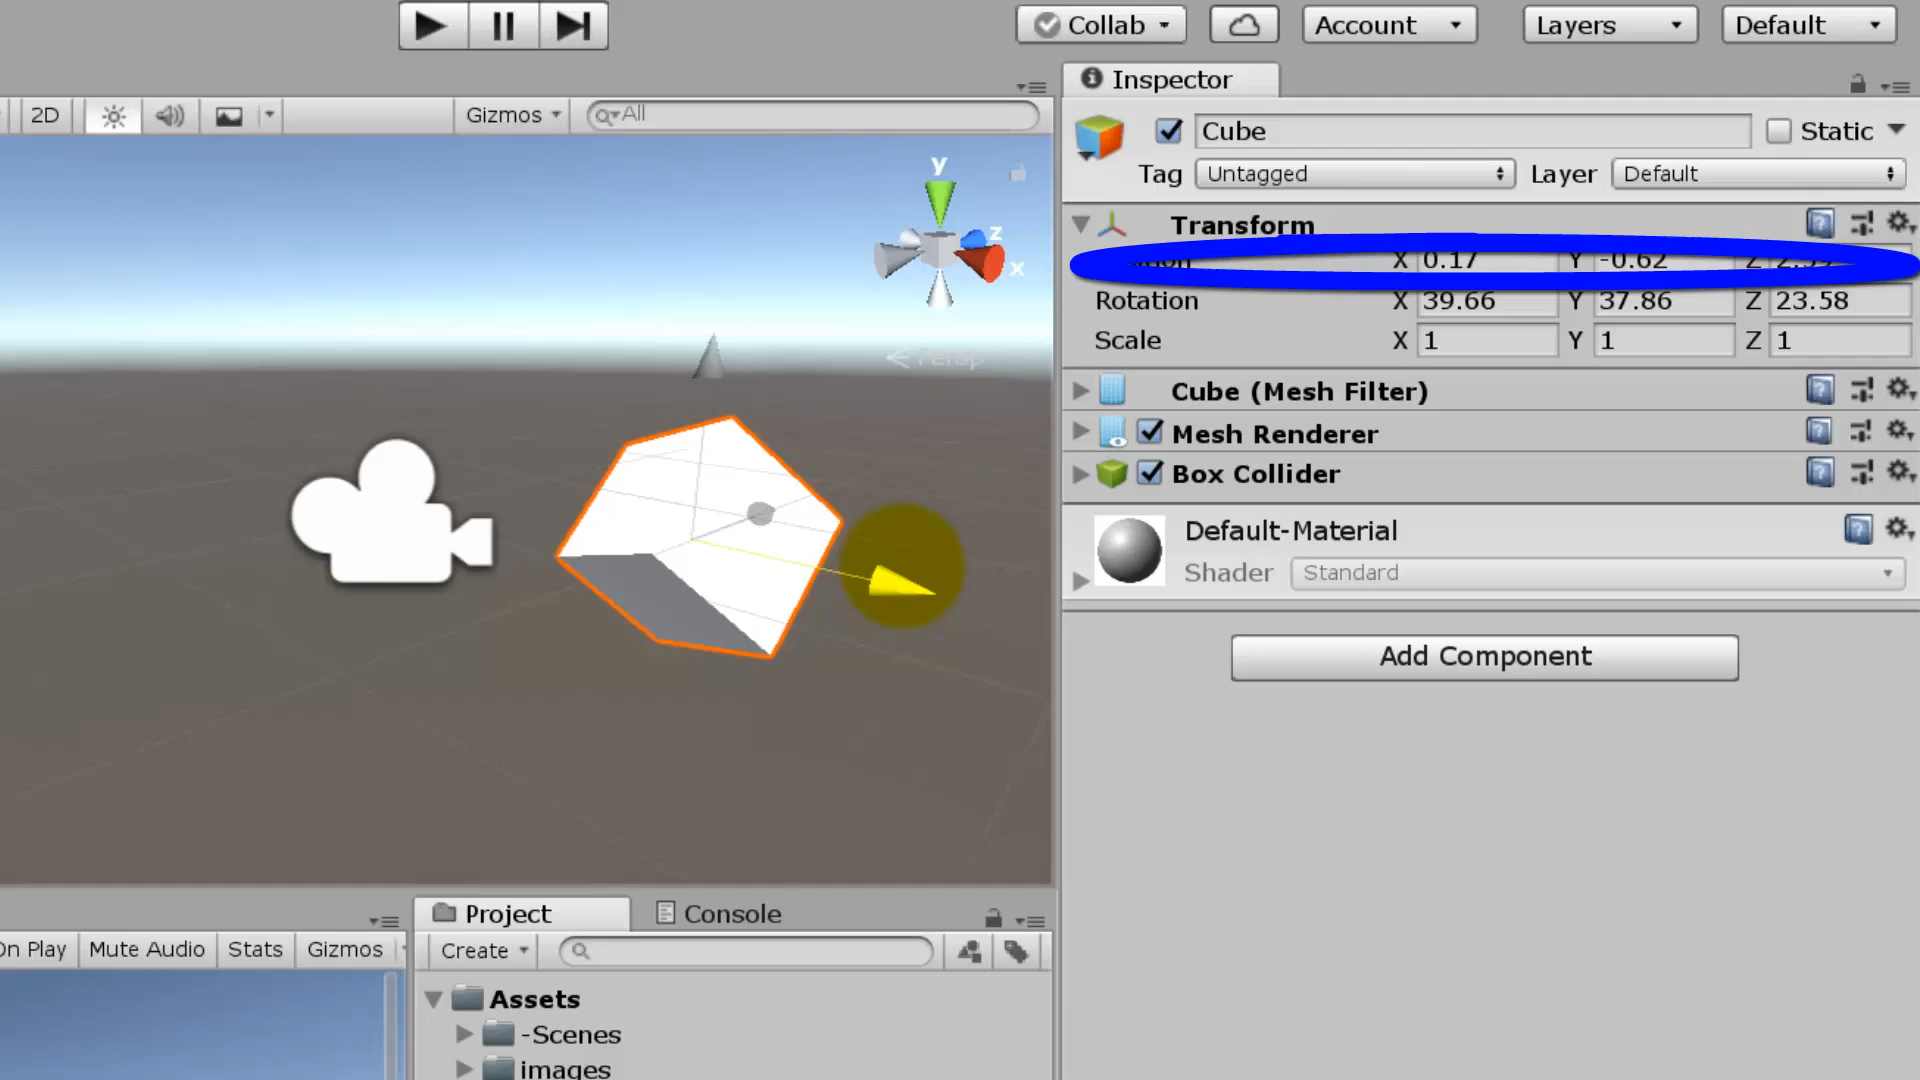 Collab
Account
Layers
Default
Inspector
2D
Gizmos
All
Cube
Static
Tag
Untagged
Layer
Default
y
z
x
Persp
Transform
X 0.17 Y -0.62 Z
Rotation X 39.66 Y 37.86 Z 23.58
Scale X 1 Y 1 Z 1
Cube (Mesh Filter)
Mesh Renderer
Box Collider
Default-Material
Shader Standard
Add Component
Project
Console
On Play
Mute Audio
Stats
Gizmos
Create
Assets
-Scenes
images